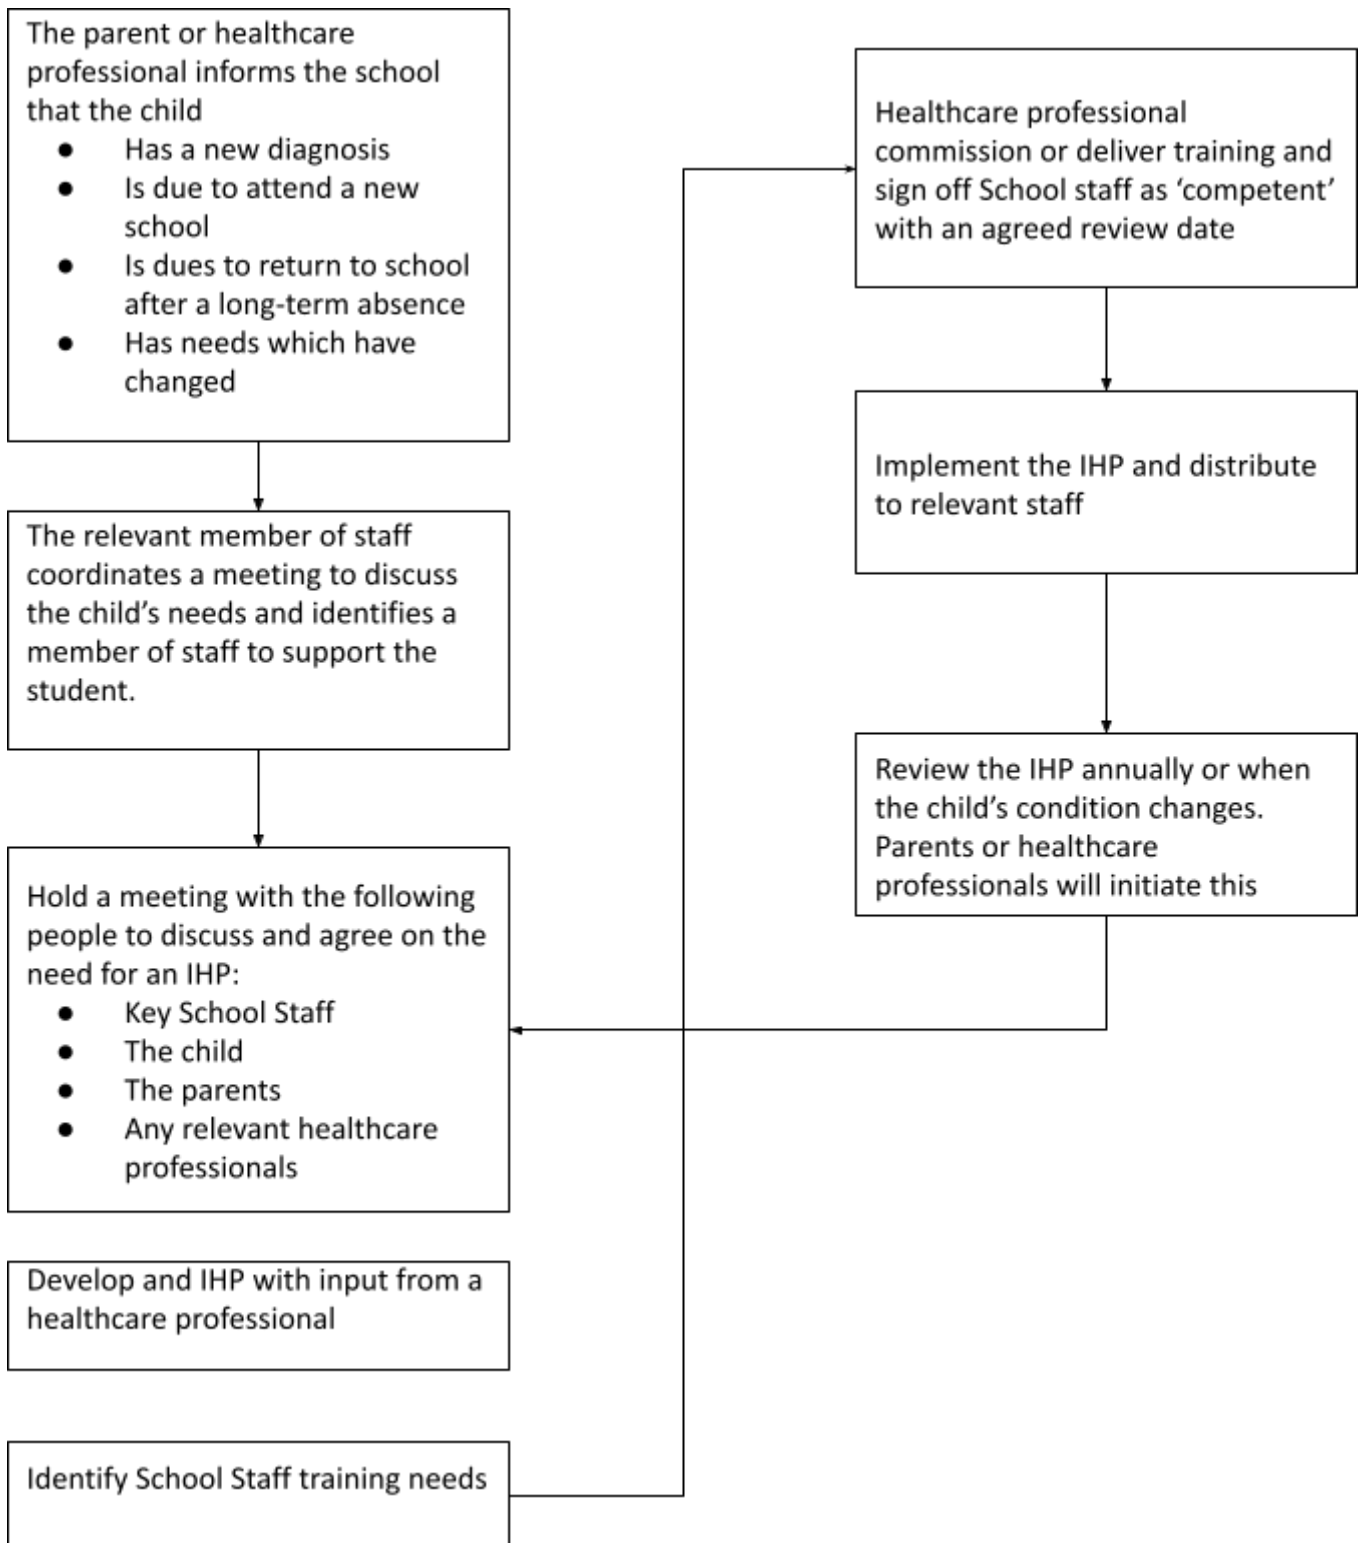 The parent or healthcare
professional informs the school
that the child
● Has a new diagnosis
● Is due to attend a new
school
● Is dues to return to school
after a long-term absence
● Has needs which have
changed
The relevant member of staff
coordinates a meeting to discuss
the child’s needs and identifies a
member of staff to support the
student.
Hold a meeting with the following
people to discuss and agree on the
need for an IHP:
● Key School Staff
● The child
● The parents
● Any relevant healthcare
professionals
Develop and IHP with input from a
healthcare professional
Identify School Staff training needs
Healthcare professional
commission or deliver training and
sign off School staff as ‘competent’
with an agreed review date
Implement the IHP and distribute
to relevant staff
Review the IHP annually or when
the child’s condition changes.
Parents or healthcare
professionals will initiate this